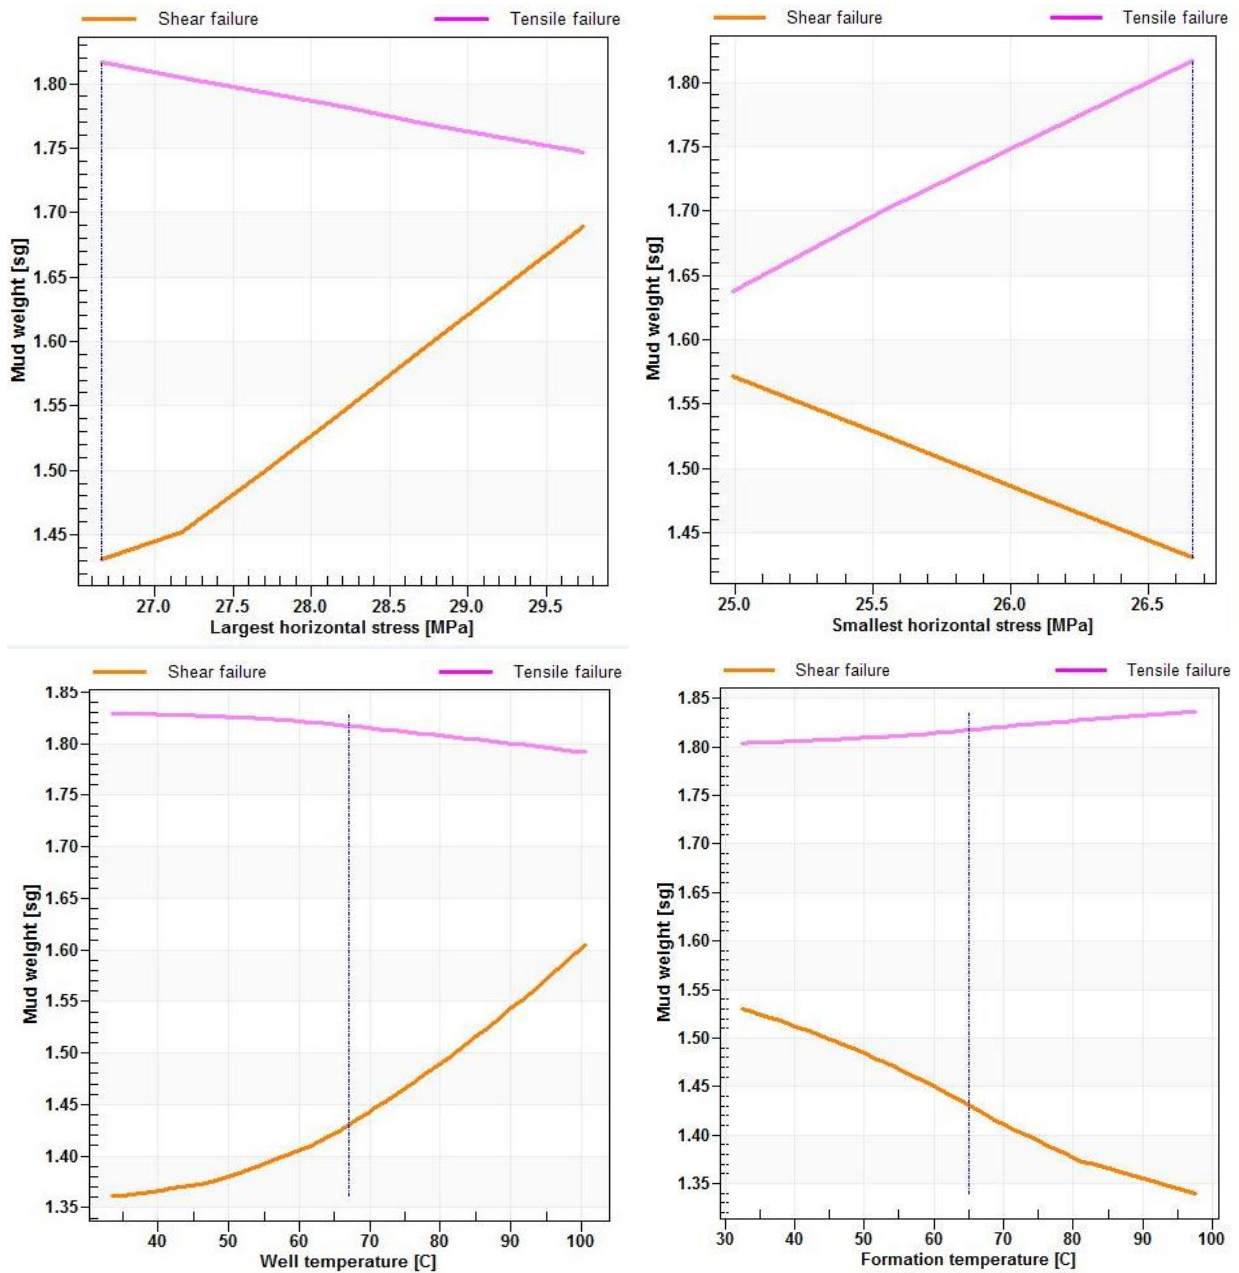 Shear failure Tensile failure
1.80
1.75
1.70
1.65
1.60
1.55
1.50
1.45
Mud weight [sg]
27.0 27.5 28.0 28.5 29.0 29.5
Largest horizontal stress [MPa]
Shear failure Tensile failure
1.80
1.75
1.70
1.65
1.60
1.55
1.50
1.45
Mud weight [sg]
25.0 25.5 26.0 26.5
Smallest horizontal stress [MPa]
Shear failure Tensile failure
1.85
1.80
1.75
1.70
1.65
1.60
1.55
1.50
1.45
1.40
1.35
Mud weight [sg]
40 50 60 70 80 90 100
Well temperature [C]
Shear failure Tensile failure
1.85
1.80
1.75
1.70
1.65
1.60
1.55
1.50
1.45
1.40
1.35
Mud weight [sg]
30 40 50 60 70 80 90 100
Formation temperature [C]